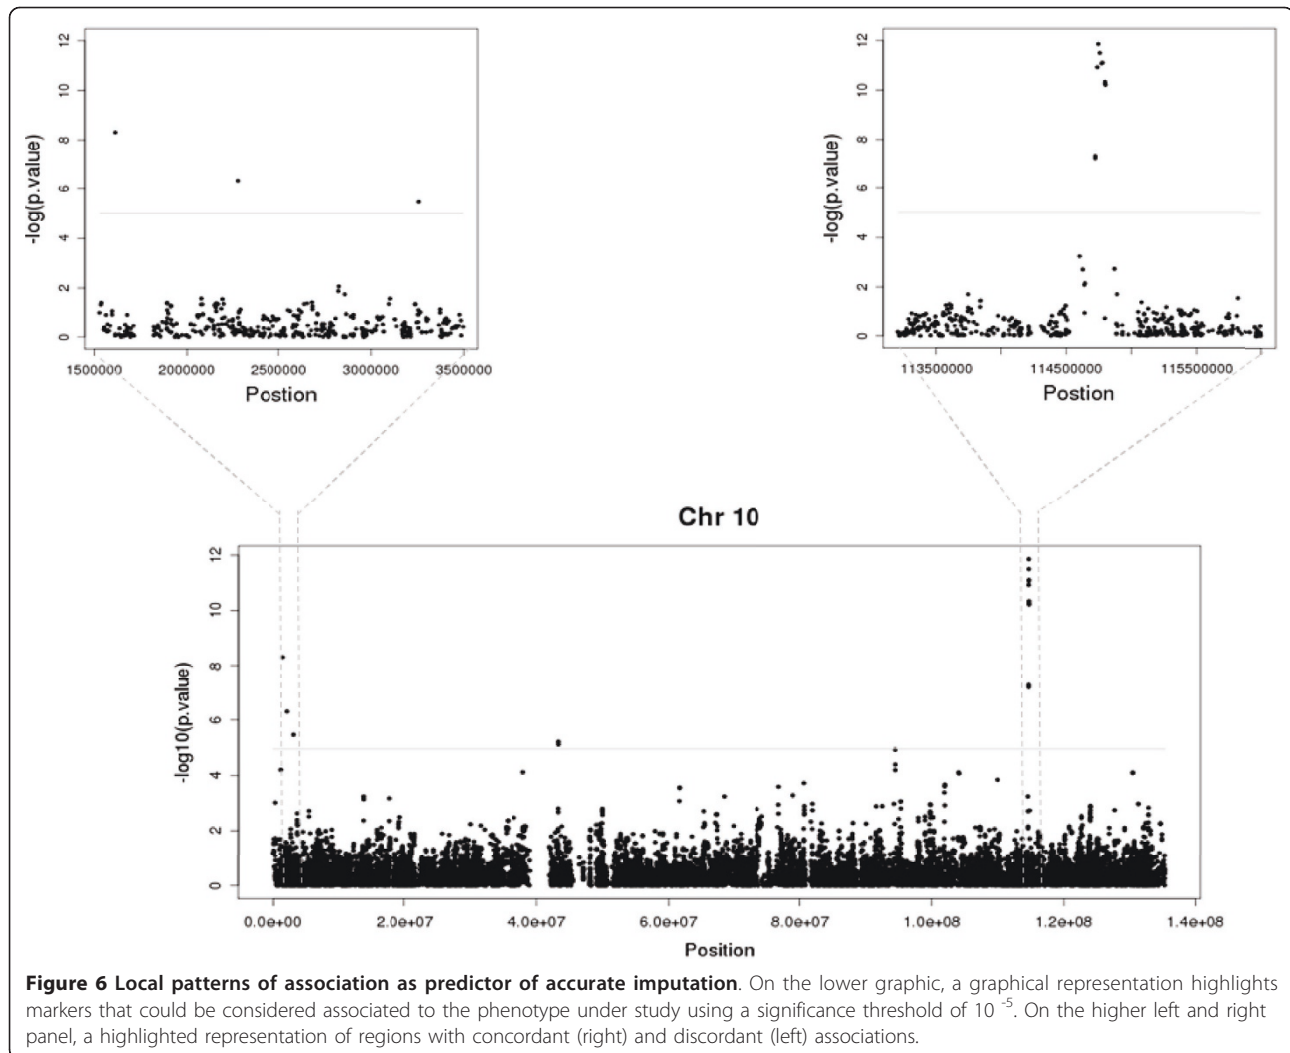 12
10
8
6
4
2
0
-log(p.value)
1500000 2000000 2500000 3000000 3500000
Postion
12
10
8
6
4
2
0
-log(p.value)
113500000 114500000 115500000
Postion
Chr 10
12
10
8
6
4
2
0
-log10(p.value)
0.0e+00 2.0e+07 4.0e+07 6.0e+07 8.0e+07 1.0e+08 1.2e+08 1.4e+08
Position
Figure 6 Local patterns of association as predictor of accurate imputation. On the lower graphic, a graphical representation highlights
markers that could be considered associated to the phenotype under study using a significance threshold of 10 -5. On the higher left and right
panel, a highlighted representation of regions with concordant (right) and discordant (left) associations.